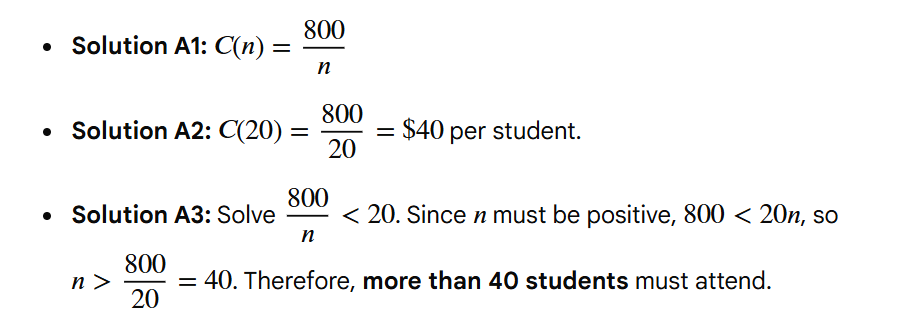 • Solution A1: C(n) = 800/n
• Solution A2: C(20) = 800/20 = $40 per student.
• Solution A3: Solve 800/n < 20. Since n must be positive, 800 < 20n, so
n > 800/20 = 40. Therefore, more than 40 students must attend.